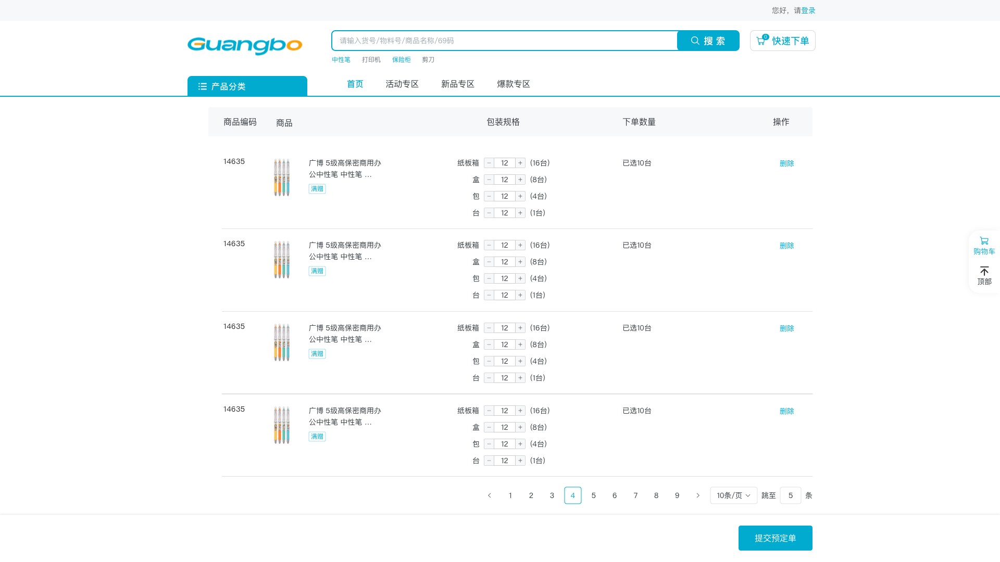 您好，请登录
Guangbo
请输入货号/物料号/商品名称/69码
搜 索
0
快速下单
中性笔 打印机 保险柜 剪刀
产品分类
首页 活动专区 新品专区 爆款专区
商品编码 商品 包装规格 下单数量 操作
14635
广博 5级高保密商用办
公中性笔 中性笔 ...
满赠
纸板箱 − 12 + (16台)
盒 − 12 + (8台)
包 − 12 + (4台)
台 − 12 + (1台)
已选10台
删除
14635
广博 5级高保密商用办
公中性笔 中性笔 ...
满赠
纸板箱 − 12 + (16台)
盒 − 12 + (8台)
包 − 12 + (4台)
台 − 12 + (1台)
已选10台
删除
14635
广博 5级高保密商用办
公中性笔 中性笔 ...
满赠
纸板箱 − 12 + (16台)
盒 − 12 + (8台)
包 − 12 + (4台)
台 − 12 + (1台)
已选10台
删除
14635
广博 5级高保密商用办
公中性笔 中性笔 ...
满赠
纸板箱 − 12 + (16台)
盒 − 12 + (8台)
包 − 12 + (4台)
台 − 12 + (1台)
已选10台
删除
购物车
顶部
1 2 3 4 5 6 7 8 9 10条/页 跳至 5 条
提交预定单